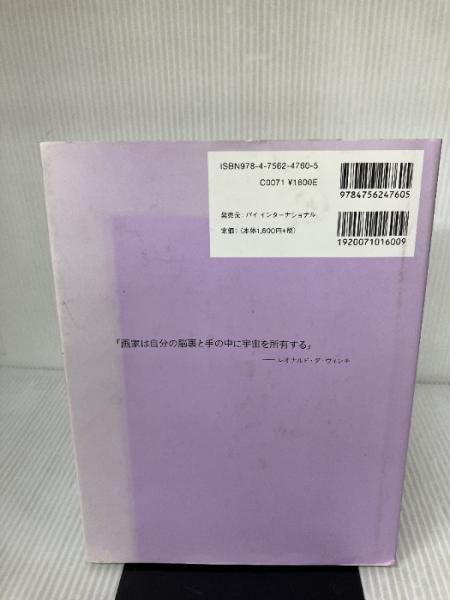 ISBN978-4-7562-4760-5
C0071 ¥1600E
9784756247605
発売元:パイ インターナショナル
定価:(本体1,600円+税)
1920071016009
「画家は自分の脳裏と手の中に宇宙を所有する」
── レオナルド・ダ・ヴィンチ